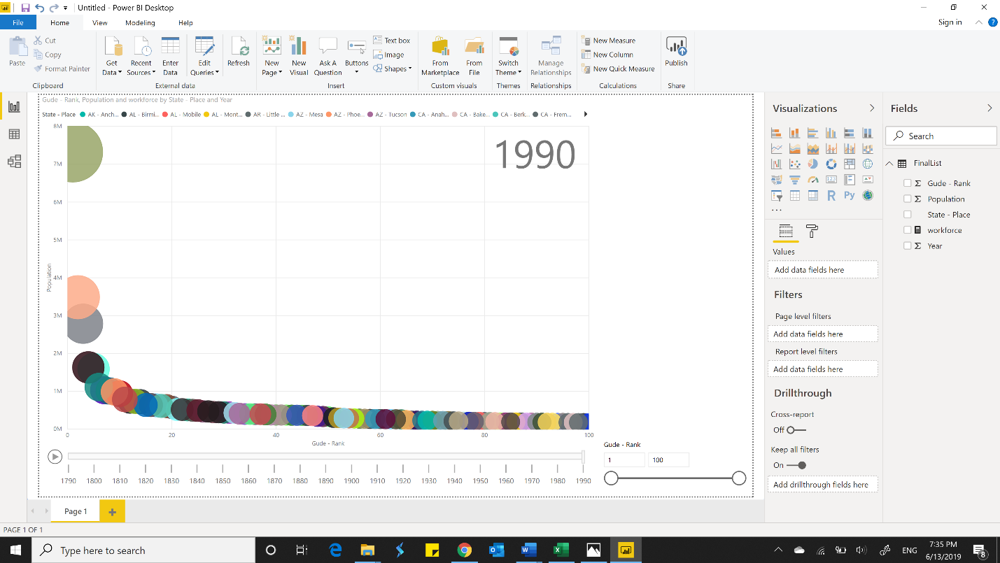 Untitled - Power BI Desktop
File Home View Modeling Help Sign in ?
Paste
Cut
Copy
Format Painter
Clipboard
Get Data
Recent Sources
Enter Data
Edit Queries
Refresh
External data
New Page
New Visual
Ask A Question
Buttons
Text box
Image
Shapes
Insert
From Marketplace
From File
Custom visuals
Switch Theme
Themes
Manage Relationships
Relationships
New Measure
New Column
New Quick Measure
Calculations
Publish
Share
Gude - Rank, Population and workforce by State - Place and Year
State - Place AK - Anch... AL - Birmi... AL - Mobile AL - Mont... AR - Little ... AZ - Mesa AZ - Phoe... AZ - Tucson CA - Anah... CA - Bake... CA - Berk... CA - Frem...
1990
8M
7M
6M
5M
4M
3M
2M
1M
0M
Population
0 20 40 60 80 100
Gude - Rank
1790 1800 1810 1820 1830 1840 1850 1860 1870 1880 1890 1900 1910 1920 1930 1940 1950 1960 1970 1980 1990
Gude - Rank
1 100
Visualizations
R Py
123
...
Values
Add data fields here
Filters
Page level filters
Add data fields here
Report level filters
Add data fields here
Drillthrough
Cross-report
Off
Keep all filters
On
Add drillthrough fields here
Fields
Search
FinalList
Σ Gude - Rank
Σ Population
State - Place
workforce
Σ Year
Page 1 +
PAGE 1 OF 1
Type here to search
ENG
7:35 PM
6/13/2019
8